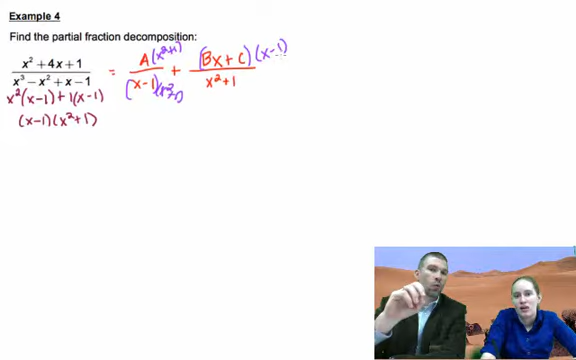 Example 4
Find the partial fraction decomposition:
x² + 4x + 1 / x³ − x² + x − 1 = A(x²+1) / (x−1)(x²+1) + (Bx + C)(x−1) / x²+1
x²(x−1) + 1(x−1)
(x−1)(x²+1)